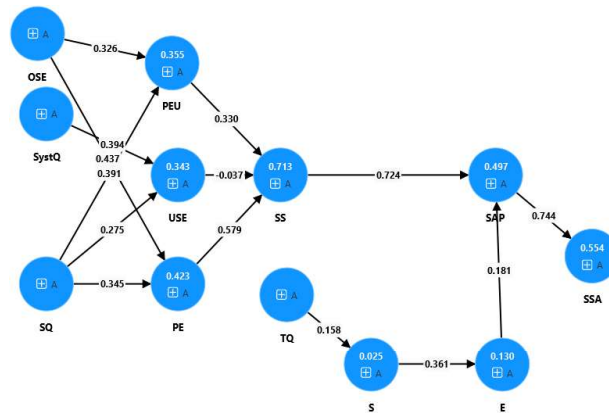 A
OSE
0.326
0.355
A
PEU
A
SystQ
0.330
0.394
0.437
0.391
0.343
A
USE
-0.037
0.713
A
SS
0.724
0.497
A
SAP
0.744
0.554
A
SSA
0.275
0.579
0.181
A
SQ
0.345
0.423
A
PE
A
TQ
0.158
0.025
A
S
0.361
0.130
A
E